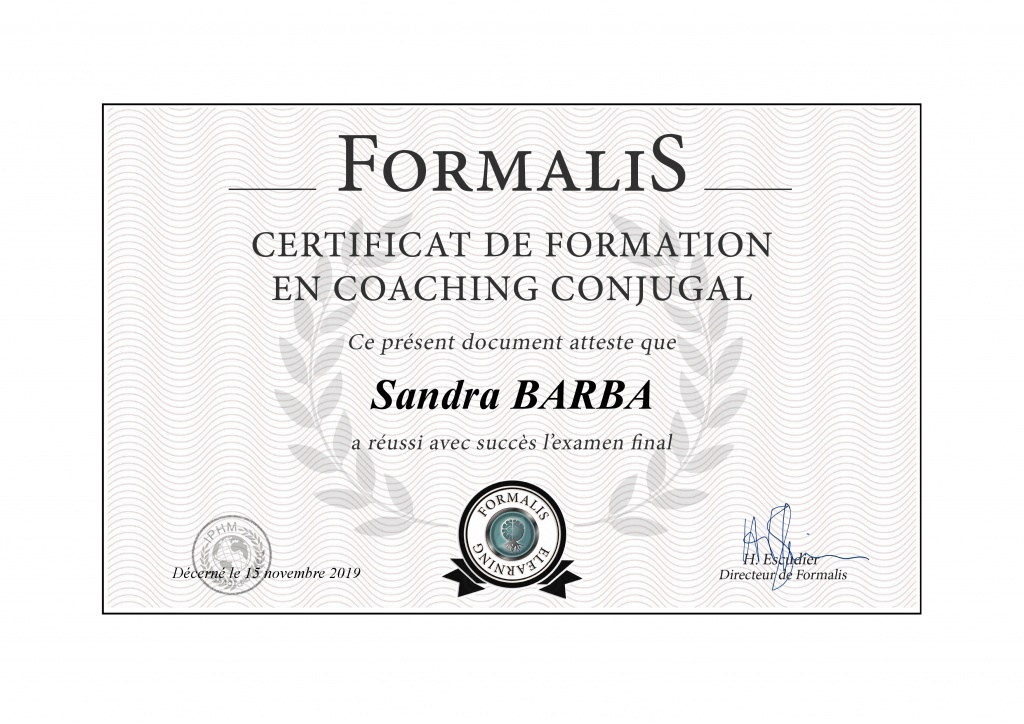 FORMALIS
CERTIFICAT DE FORMATION
EN COACHING CONJUGAL
Ce présent document atteste que
Sandra BARBA
a réussi avec succès l'examen final
FORMALIS
ELEARNING
IPHM
Décerné le 15 novembre 2019
H. Escudier
Directeur de Formalis